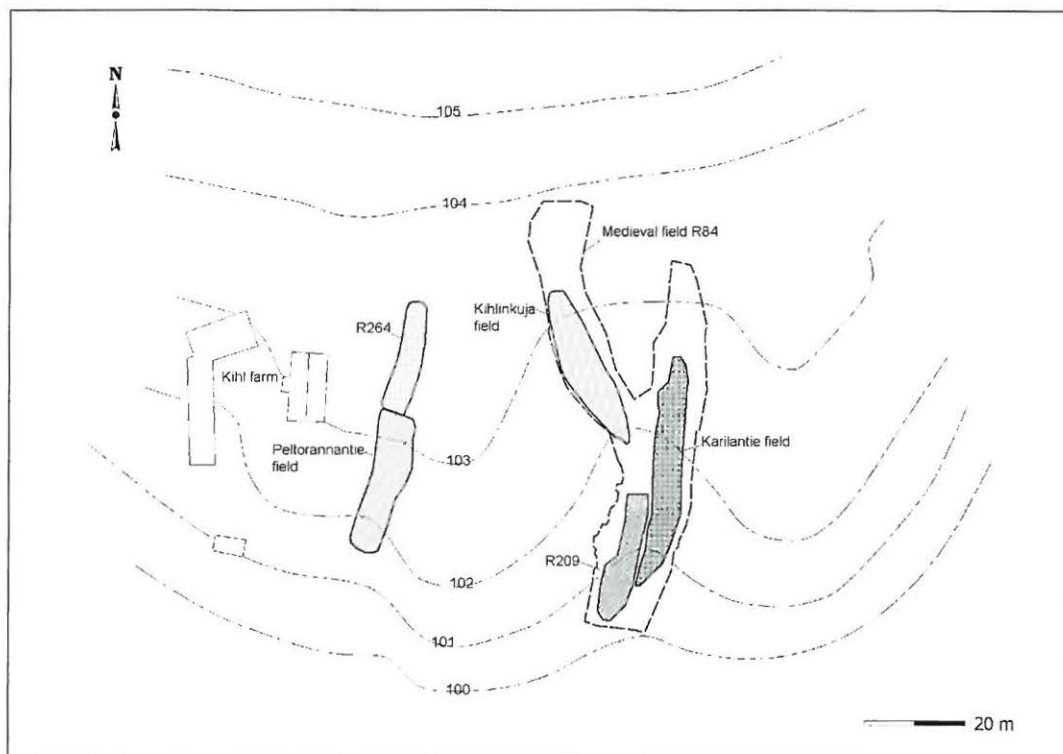 N
105
104
Medieval field R84
Kihlinkuja
field
R264
Kihl farm
Peltorannantie
field
103
Karilantie field
R209
102
101
100
20 m